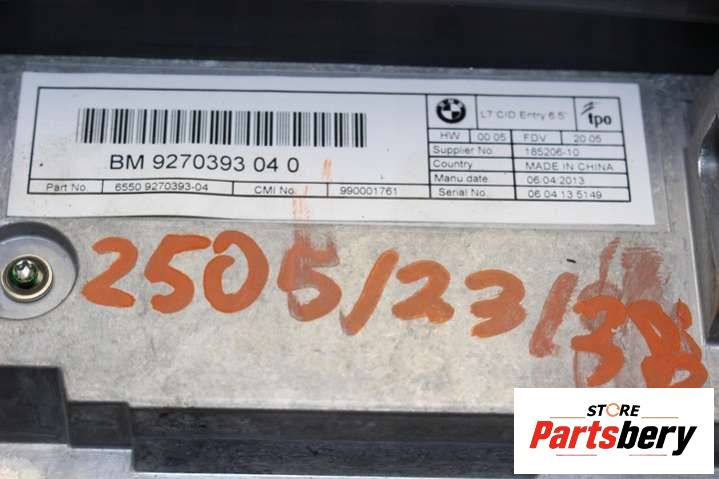 BM 9270393 04 0
Part No. 6550 9270393-04 CMI No. 990001761
BMW
L7 CID Entry 6.5" tpo
HW 00 05 FDV 20 05
Supplier No. 185206-10
Country MADE IN CHINA
Manu date 06.04.2013
Serial No. 06 04 13 5149
2505/23/38
STORE
Partsbery